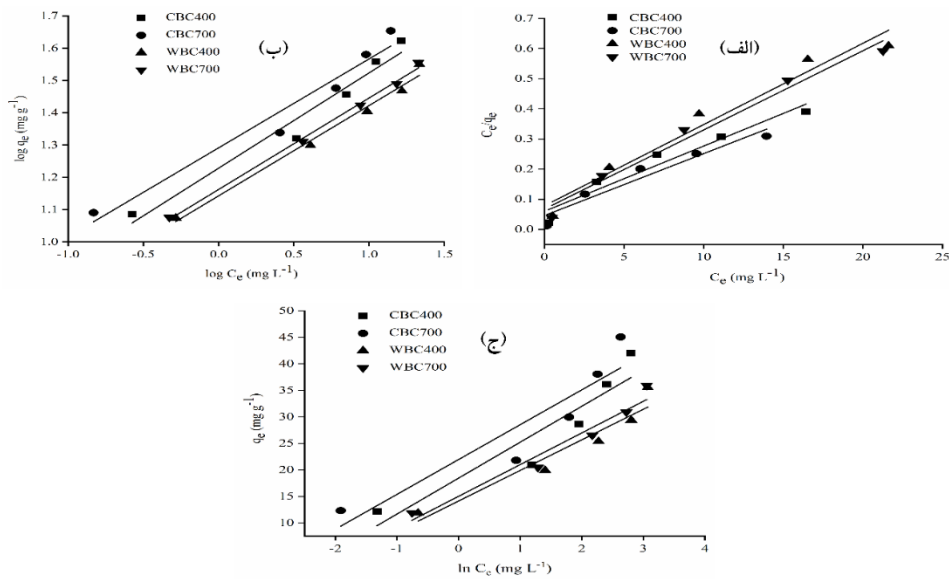 CBC400
CBC700
WBC400
WBC700
(ب)
1.7
1.6
1.5
1.4
1.3
1.2
1.1
1.0
log qe (mg g-1)
-1.0
-0.5
0.0
0.5
1.0
1.5
log Ce (mg L-1)
CBC400
CBC700
WBC400
WBC700
(الف)
0.7
0.6
0.5
0.4
0.3
0.2
0.1
0.0
Ce/qe
0
5
10
15
20
25
Ce (mg L-1)
CBC400
CBC700
WBC400
WBC700
(ج)
50
45
40
35
30
25
20
15
10
qe (mg g-1)
-2
-1
0
1
2
3
4
ln Ce (mg L-1)